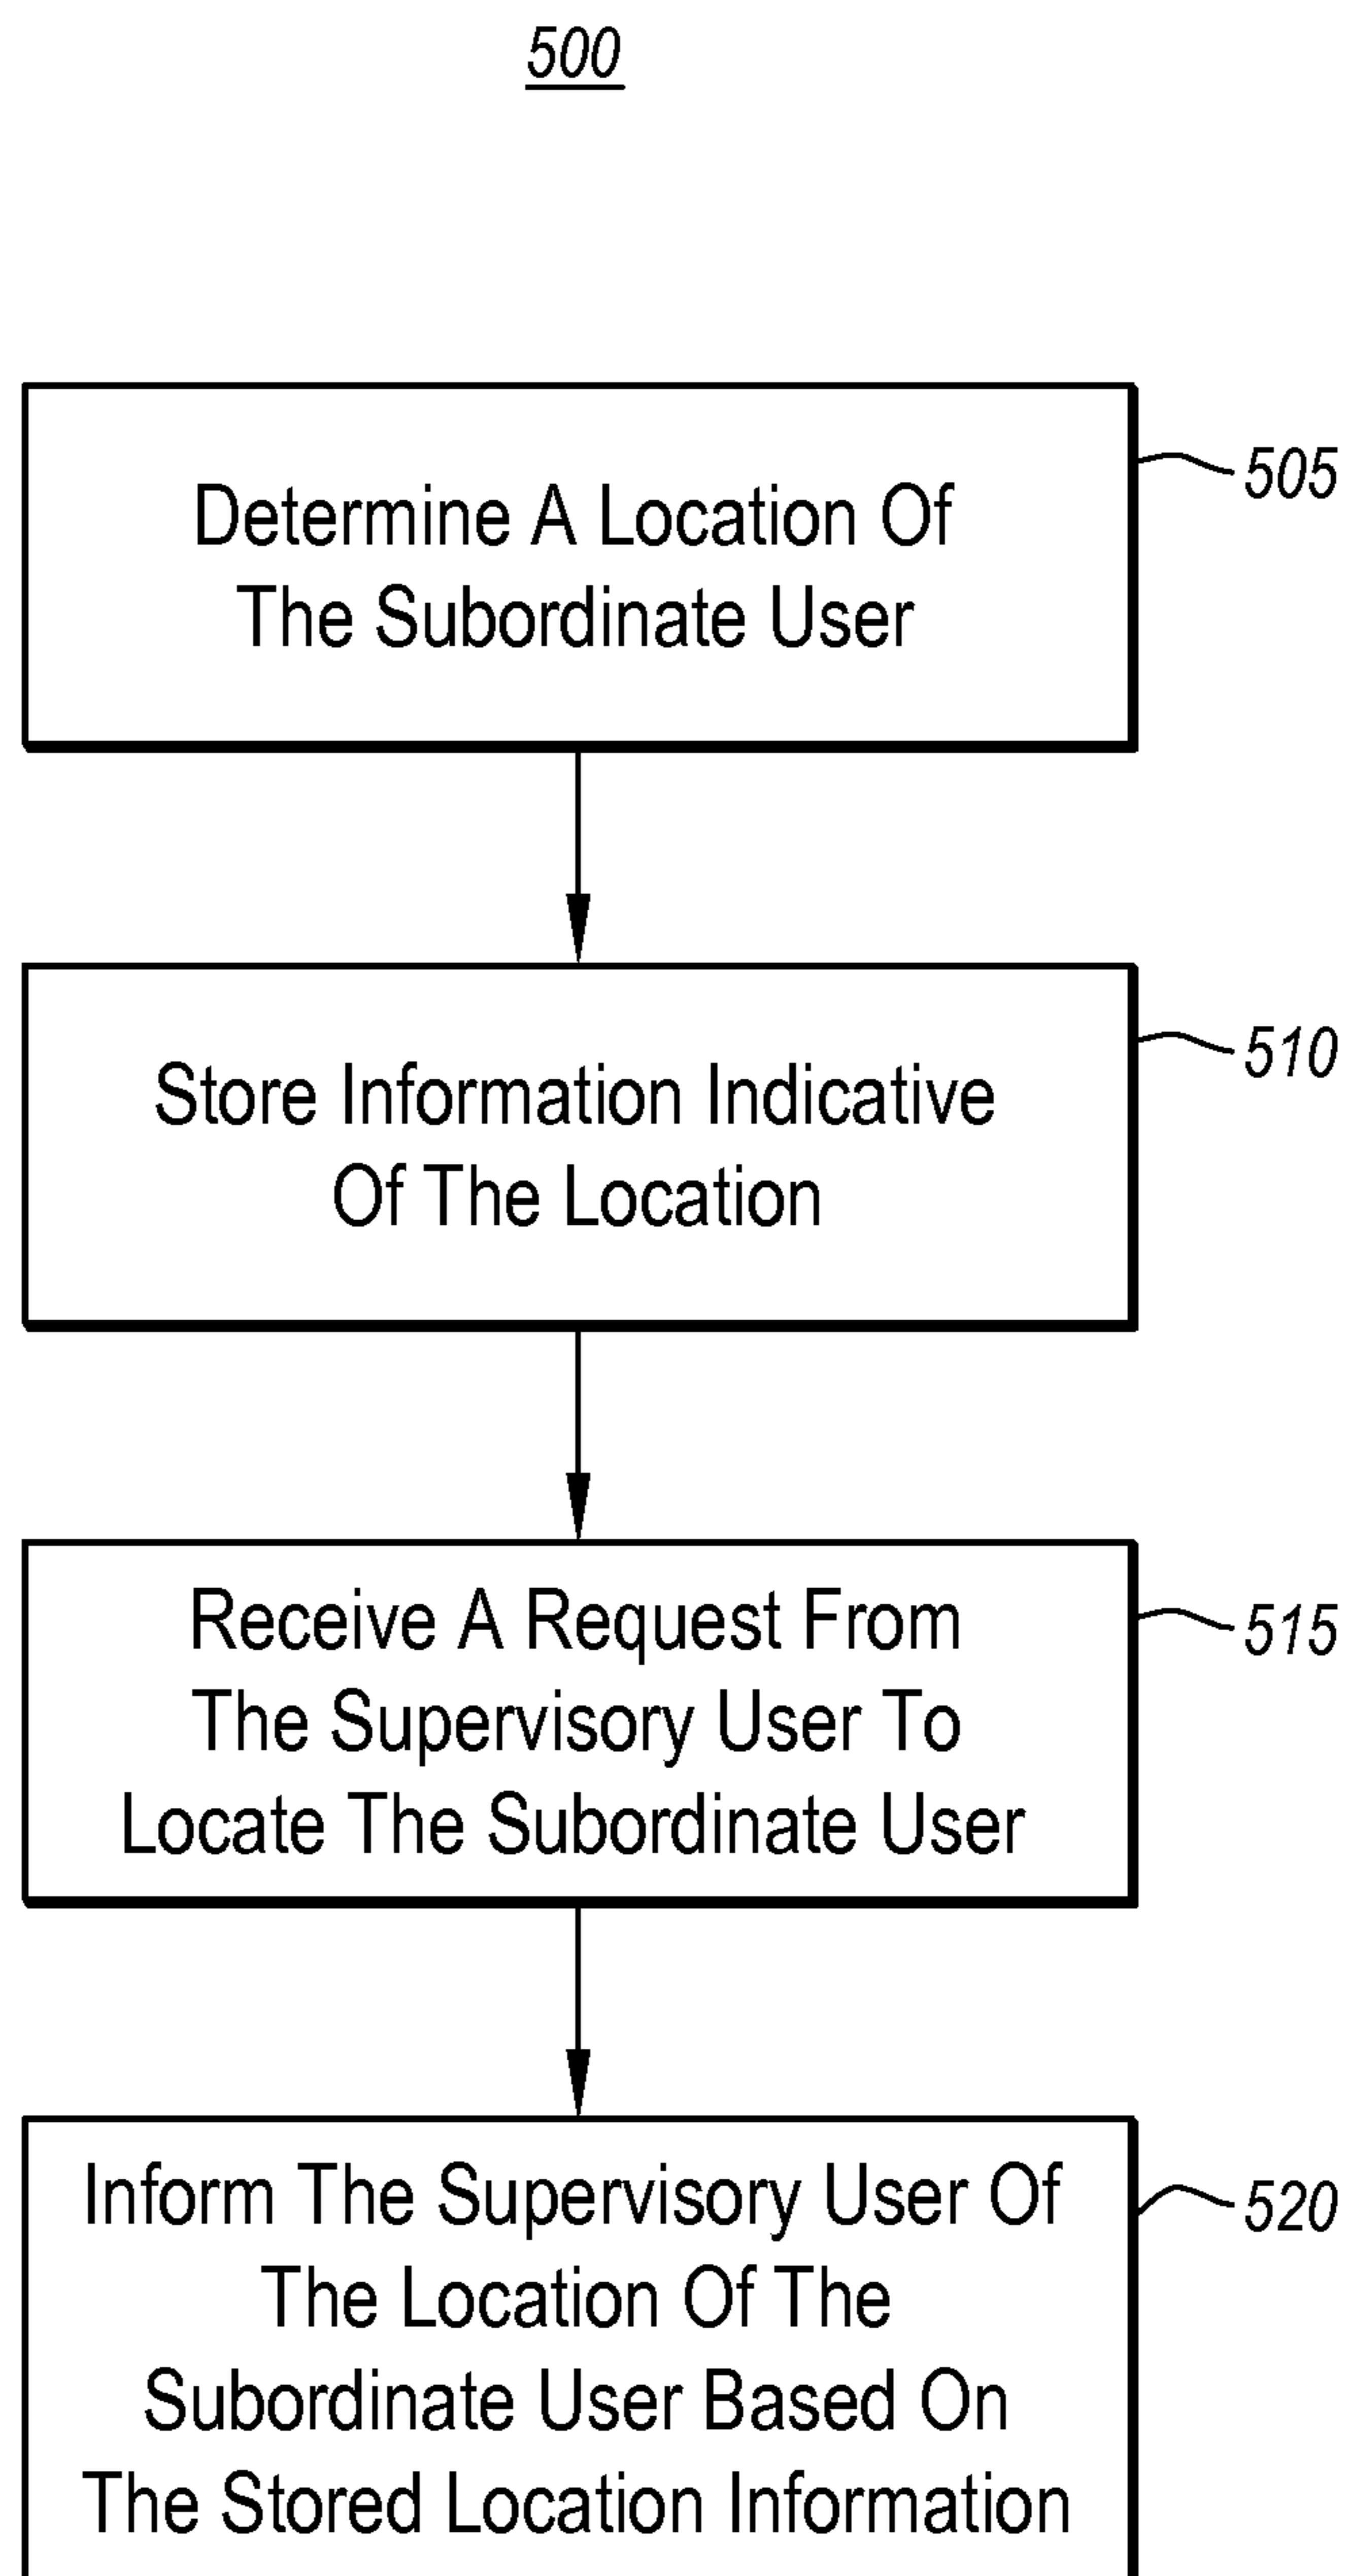 500
Determine A Location Of
The Subordinate User
505
Store Information Indicative
Of The Location
510
Receive A Request From
The Supervisory User To
Locate The Subordinate User
515
Inform The Supervisory User Of
The Location Of The
Subordinate User Based On
The Stored Location Information
520